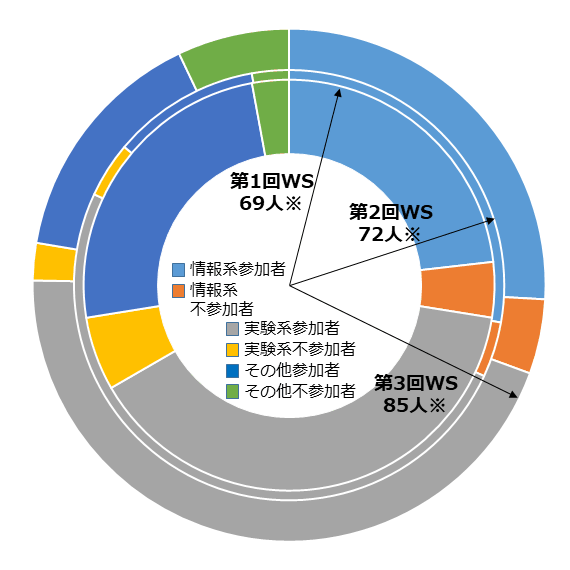 第1回WS
69人※
第2回WS
72人※
情報系参加者
情報系
不参加者
実験系参加者
実験系不参加者
その他参加者
その他不参加者
第3回WS
85人※